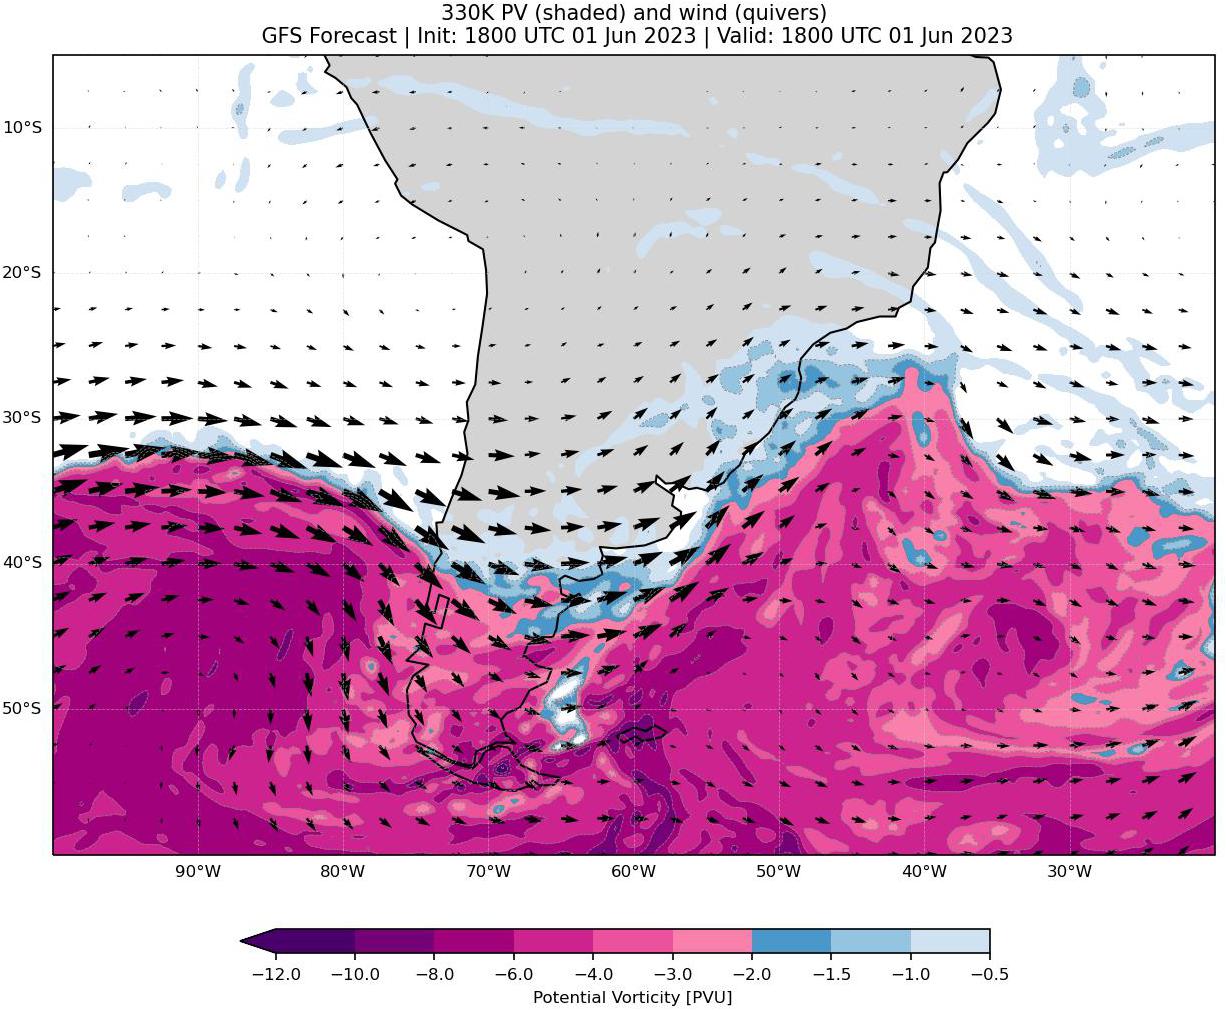 330K PV (shaded) and wind (quivers)
GFS Forecast | Init: 1800 UTC 01 Jun 2023 | Valid: 1800 UTC 01 Jun 2023
10°S
20°S
30°S
40°S
50°S
90°W 80°W 70°W 60°W 50°W 40°W 30°W
−12.0 −10.0 −8.0 −6.0 −4.0 −3.0 −2.0 −1.5 −1.0 −0.5
Potential Vorticity [PVU]